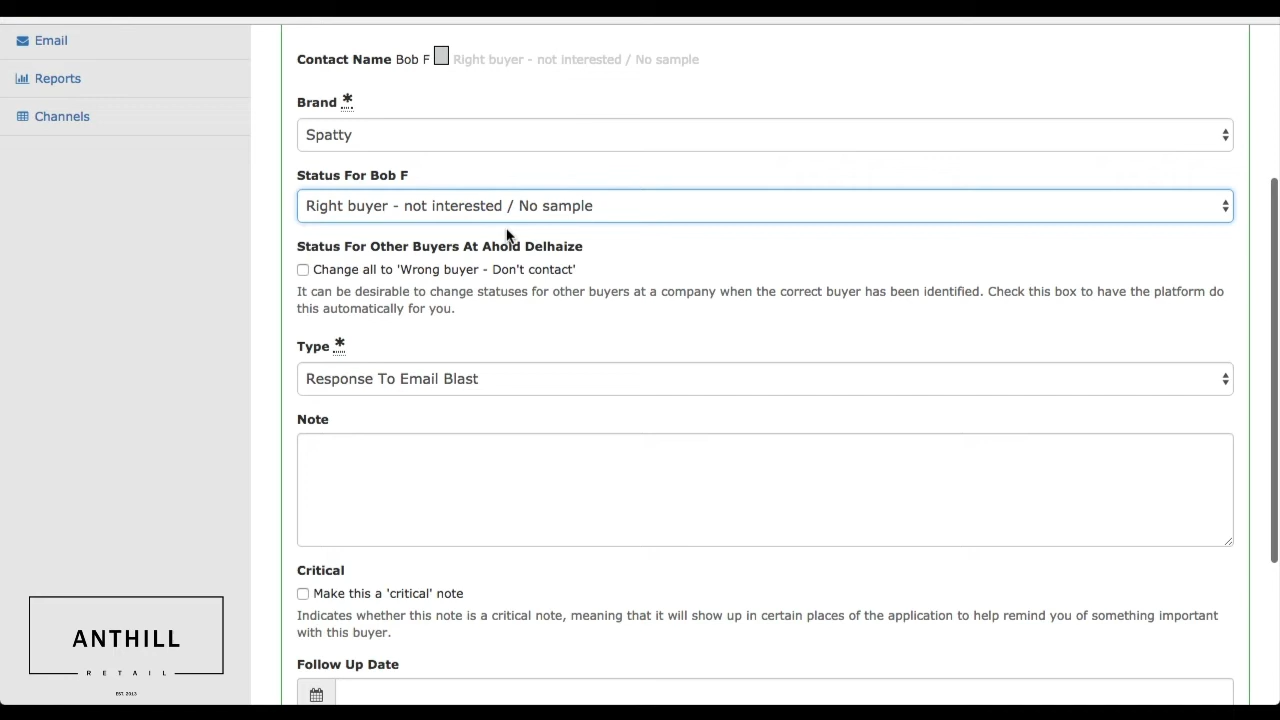 Email
Reports
Channels
Contact Name Bob F Right buyer - not interested / No sample
Brand *
Spatty
Status For Bob F
Right buyer - not interested / No sample
Status For Other Buyers At Ahold Delhaize
Change all to 'Wrong buyer - Don't contact'
It can be desirable to change statuses for other buyers at a company when the correct buyer has been identified. Check this box to have the platform do
this automatically for you.
Type *
Response To Email Blast
Note
Critical
Make this a 'critical' note
Indicates whether this note is a critical note, meaning that it will show up in certain places of the application to help remind you of something important
with this buyer.
Follow Up Date
ANTHILL
RETAIL
EST. 2013